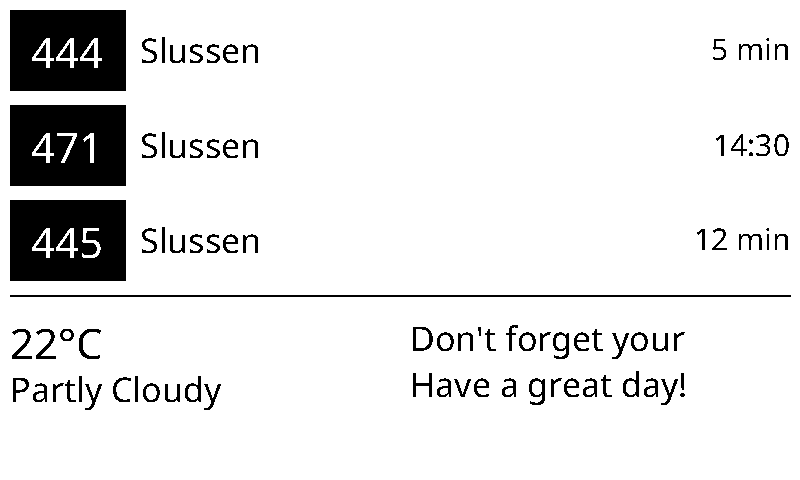 444 Slussen 5 min
471 Slussen 14:30
445 Slussen 12 min
22°C
Partly Cloudy
Don't forget your
Have a great day!